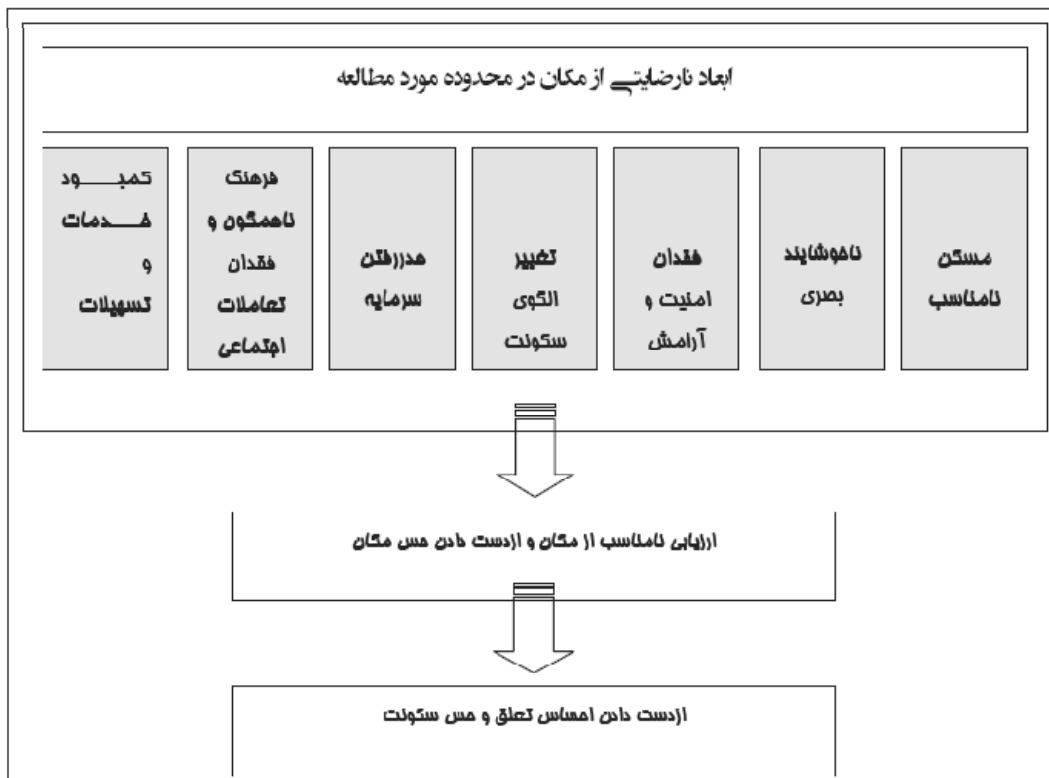 ابعاد نارضایتی از مکان در محدوده مورد مطالعه
مسکن
نامناسب
ناخوشایند
بصری
فقدان
امنیت و
آرامش
تغییر
الگوی
سکونت
هدررفتن
سرمایه
فرهنگ
ناهمگون و
فقدان
تعاملات
اجتماعی
کمبود
خدمات
و
تسهیلات
ارزیابی نامناسب از مکان و ازدست دادن حس مکان
ازدست دادن احساس تعلق و حس سکونت